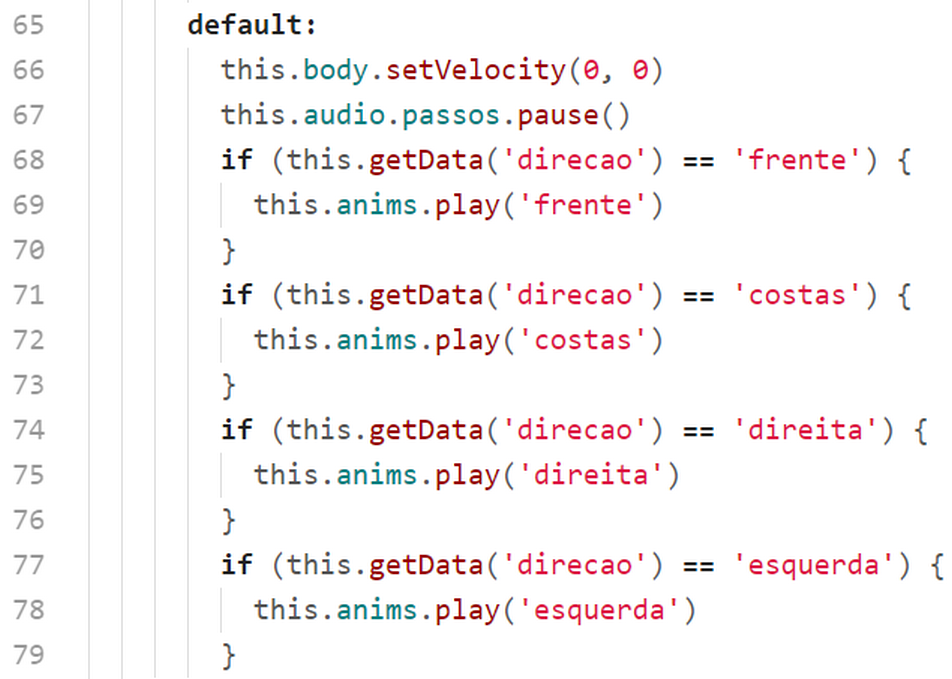 65 default:
66 this.body.setVelocity(0, 0)
67 this.audio.passos.pause()
68 if (this.getData('direcao') == 'frente') {
69 this.anims.play('frente')
70 }
71 if (this.getData('direcao') == 'costas') {
72 this.anims.play('costas')
73 }
74 if (this.getData('direcao') == 'direita') {
75 this.anims.play('direita')
76 }
77 if (this.getData('direcao') == 'esquerda') {
78 this.anims.play('esquerda')
79 }